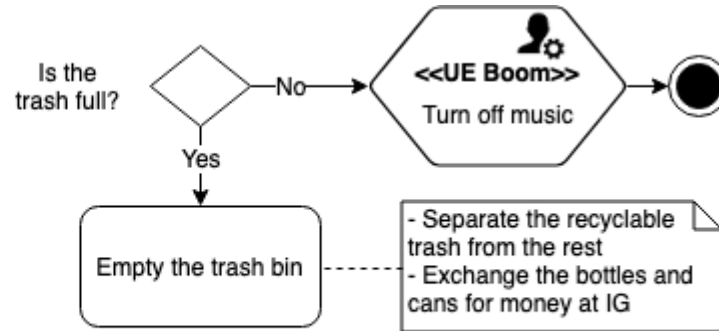 Is the
trash full?
No
<<UE Boom>>
Turn off music
Yes
Empty the trash bin
- Separate the recyclable
trash from the rest
- Exchange the bottles and
cans for money at IG